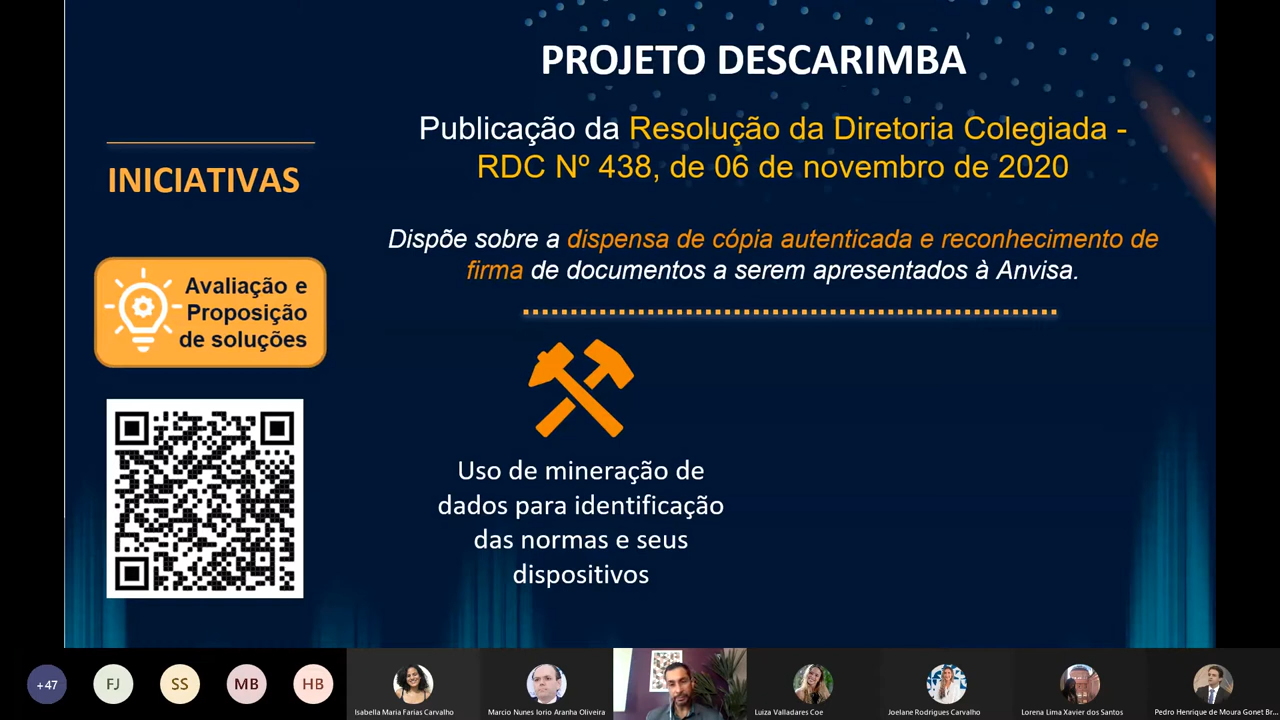 PROJETO DESCARIMBA
Publicação da Resolução da Diretoria Colegiada -
RDC Nº 438, de 06 de novembro de 2020
INICIATIVAS
Dispõe sobre a dispensa de cópia autenticada e reconhecimento de
firma de documentos a serem apresentados à Anvisa.
Avaliação e
Proposição
de soluções
Uso de mineração de
dados para identificação
das normas e seus
dispositivos
+47
FJ
SS
MB
HB
Isabella Maria Farias Carvalho
Marcio Nunes Iorio Aranha Oliveira
Luiza Valladares Coe
Joelane Rodrigues Carvalho
Lorena Lima Xavier dos Santos
Pedro Henrique de Moura Gonet Br...